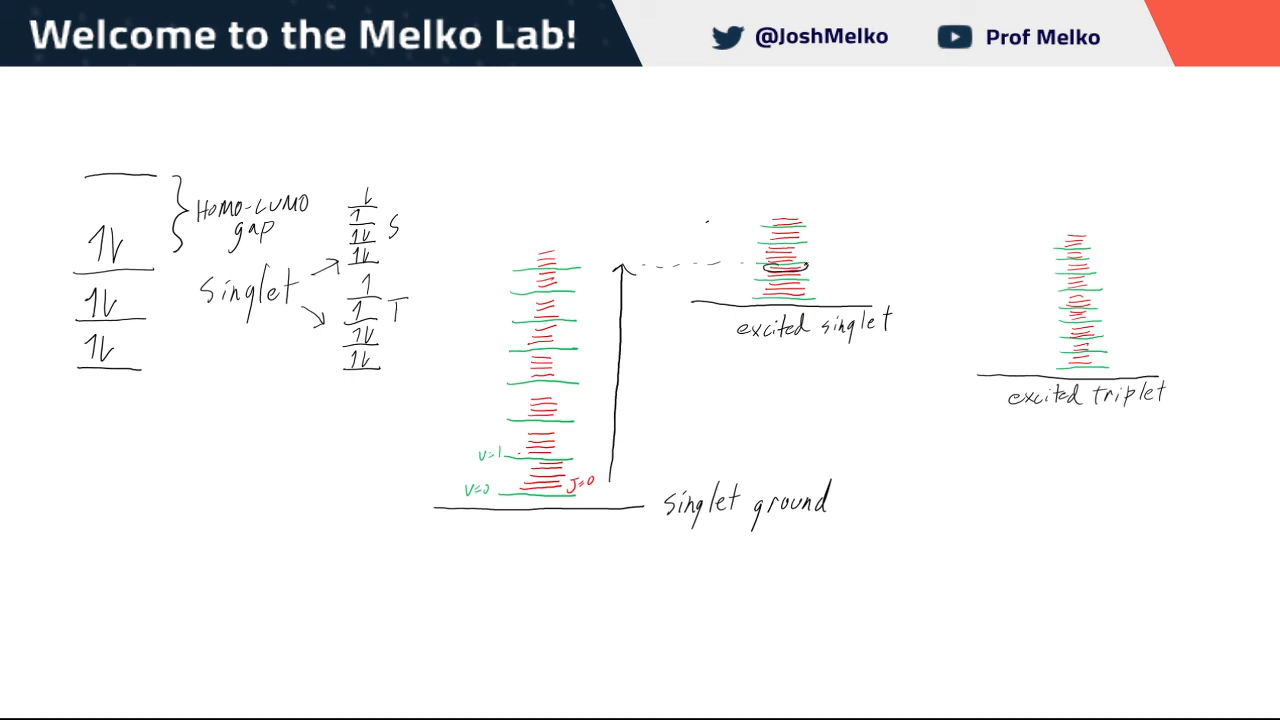 Welcome to the Melko Lab!
@JoshMelko
Prof Melko
HOMO-LUMO
gap
singlet
S
T
v=1
v=0
J=0
singlet ground
excited singlet
excited triplet